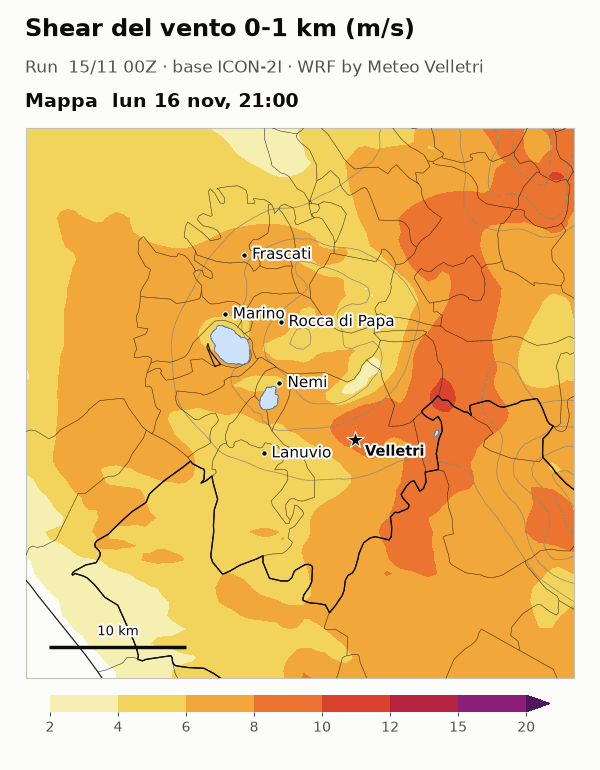 Shear del vento 0-1 km (m/s)
Run  15/11 00Z · base ICON-2I · WRF by Meteo Velletri
Mappa  lun 16 nov, 21:00
Frascati
Marino
Rocca di Papa
Nemi
Velletri
Lanuvio
10 km
2 4 6 8 10 12 15 20